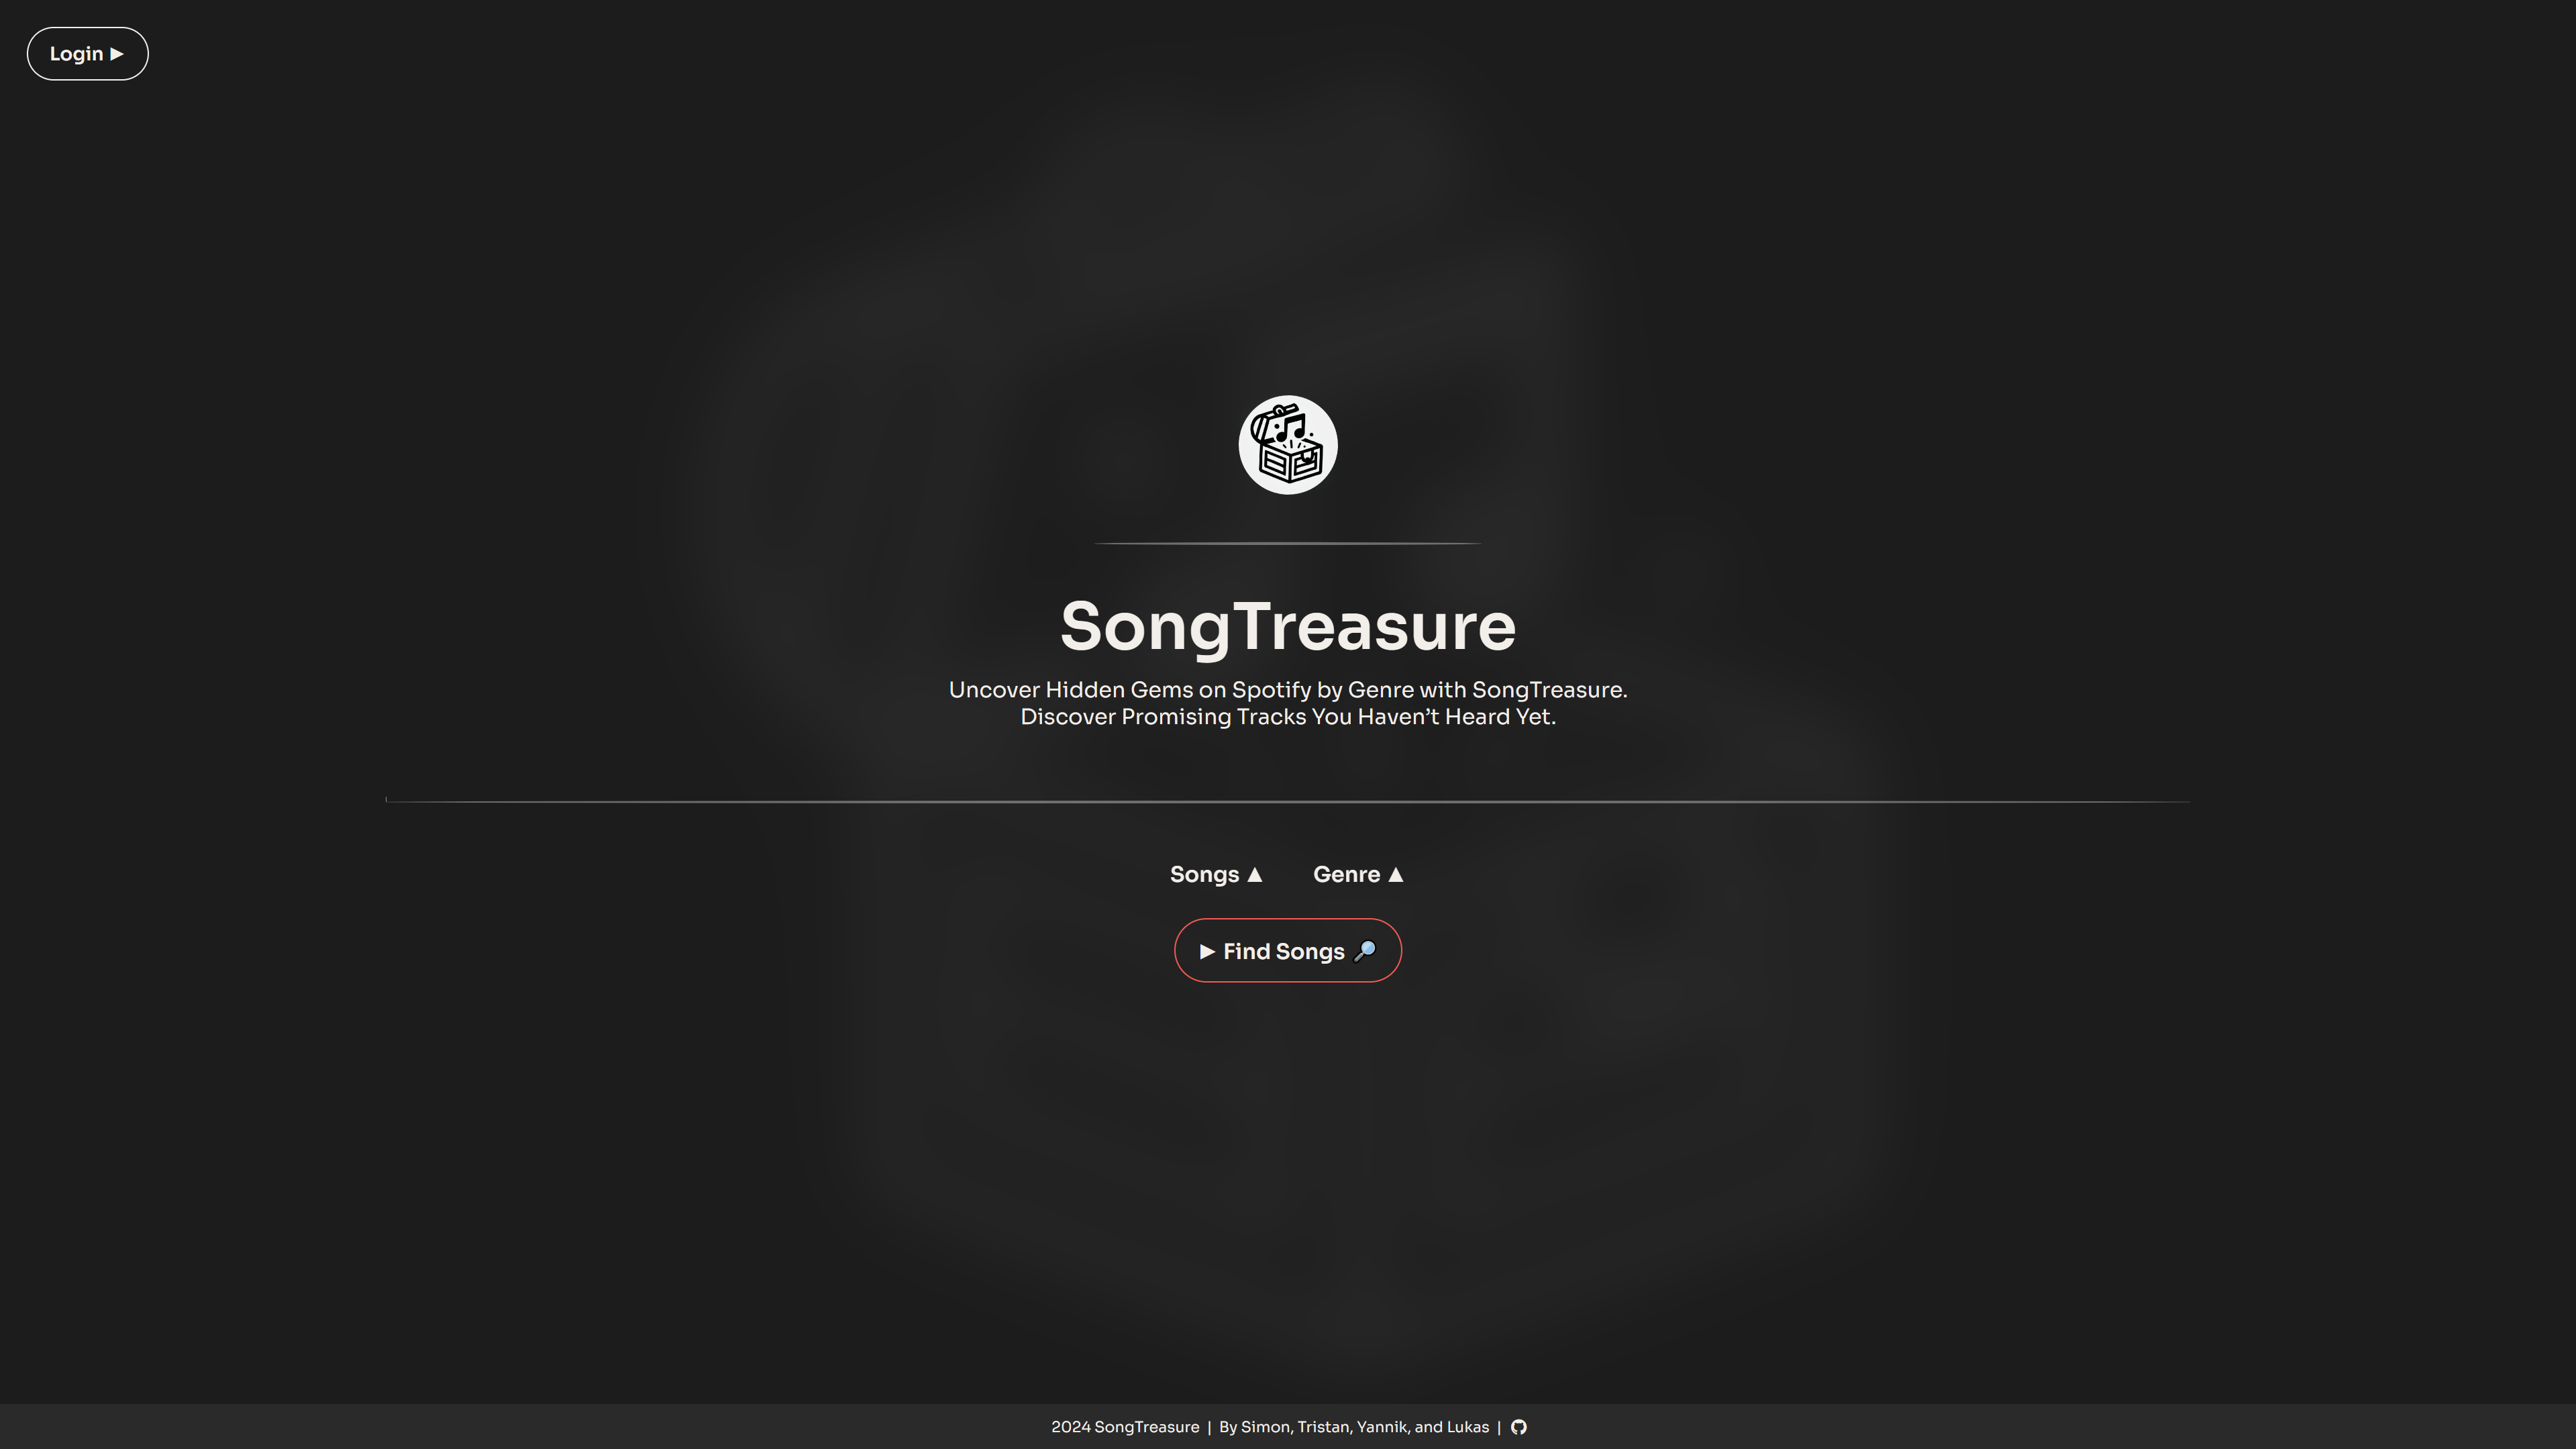 Login ▶
SongTreasure
Uncover Hidden Gems on Spotify by Genre with SongTreasure.
Discover Promising Tracks You Haven’t Heard Yet.
Songs ▲ Genre ▲
▶ Find Songs 🔎
2024 SongTreasure | By Simon, Tristan, Yannik, and Lukas |